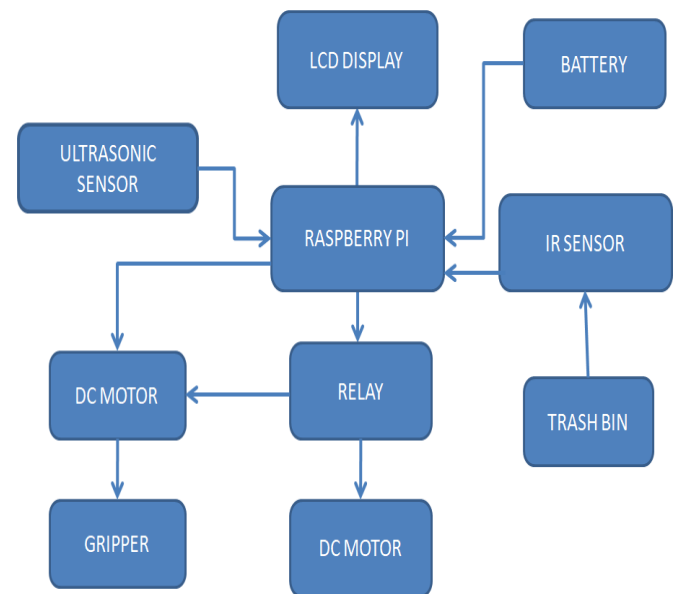 LCD DISPLAY
BATTERY
ULTRASONIC
SENSOR
RASPBERRY PI
IR SENSOR
DC MOTOR
RELAY
TRASH BIN
GRIPPER
DC MOTOR